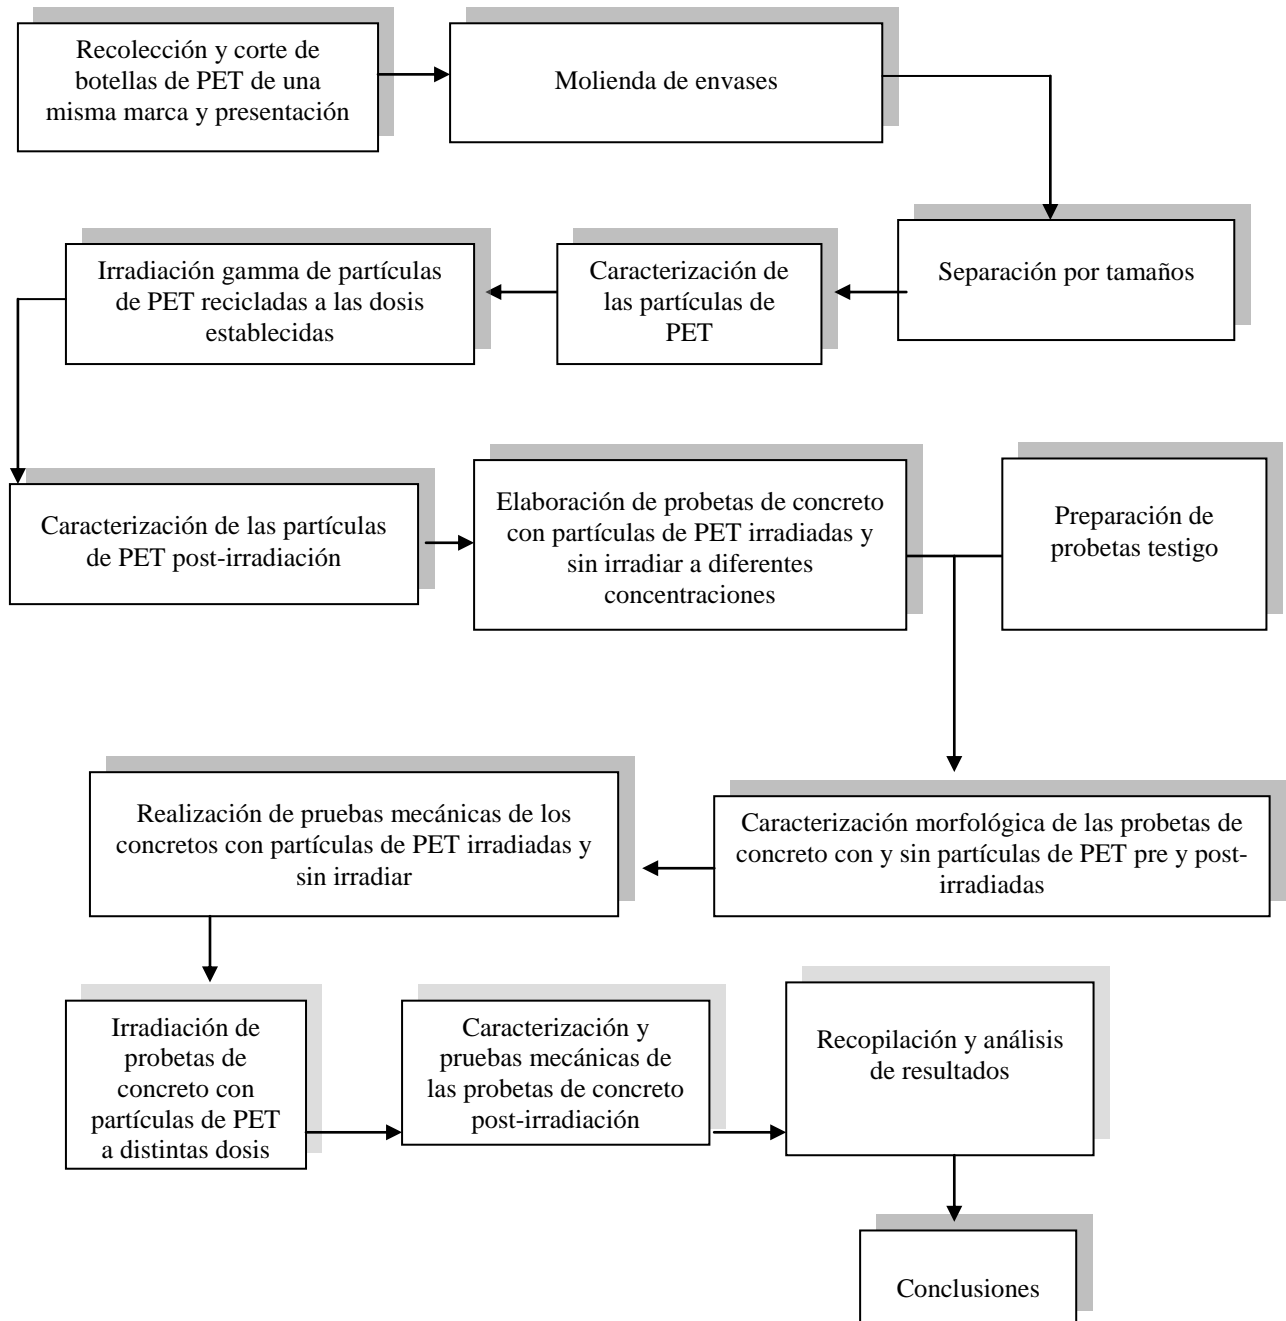 Recolección y corte de
botellas de PET de una
misma marca y presentación
Molienda de envases
Separación por tamaños
Caracterización de
las partículas de
PET
Irradiación gamma de partículas
de PET recicladas a las dosis
establecidas
Caracterización de las partículas
de PET post-irradiación
Elaboración de probetas de concreto
con partículas de PET irradiadas y
sin irradiar a diferentes
concentraciones
Preparación de
probetas testigo
Caracterización morfológica de las probetas de
concreto con y sin partículas de PET pre y post-
irradiadas
Realización de pruebas mecánicas de los
concretos con partículas de PET irradiadas y
sin irradiar
Irradiación de
probetas de
concreto con
partículas de PET
a distintas dosis
Caracterización y
pruebas mecánicas de
las probetas de concreto
post-irradiación
Recopilación y análisis
de resultados
Conclusiones